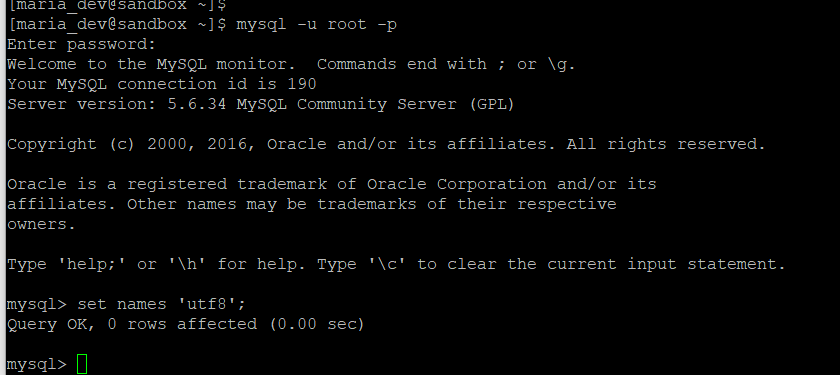 [maria_dev@sandbox ~]$
[maria_dev@sandbox ~]$ mysql -u root -p
Enter password:
Welcome to the MySQL monitor.  Commands end with ; or \g.
Your MySQL connection id is 190
Server version: 5.6.34 MySQL Community Server (GPL)
Copyright (c) 2000, 2016, Oracle and/or its affiliates. All rights reserved.
Oracle is a registered trademark of Oracle Corporation and/or its
affiliates. Other names may be trademarks of their respective
owners.
Type 'help;' or '\h' for help. Type '\c' to clear the current input statement.
mysql> set names 'utf8';
Query OK, 0 rows affected (0.00 sec)
mysql>